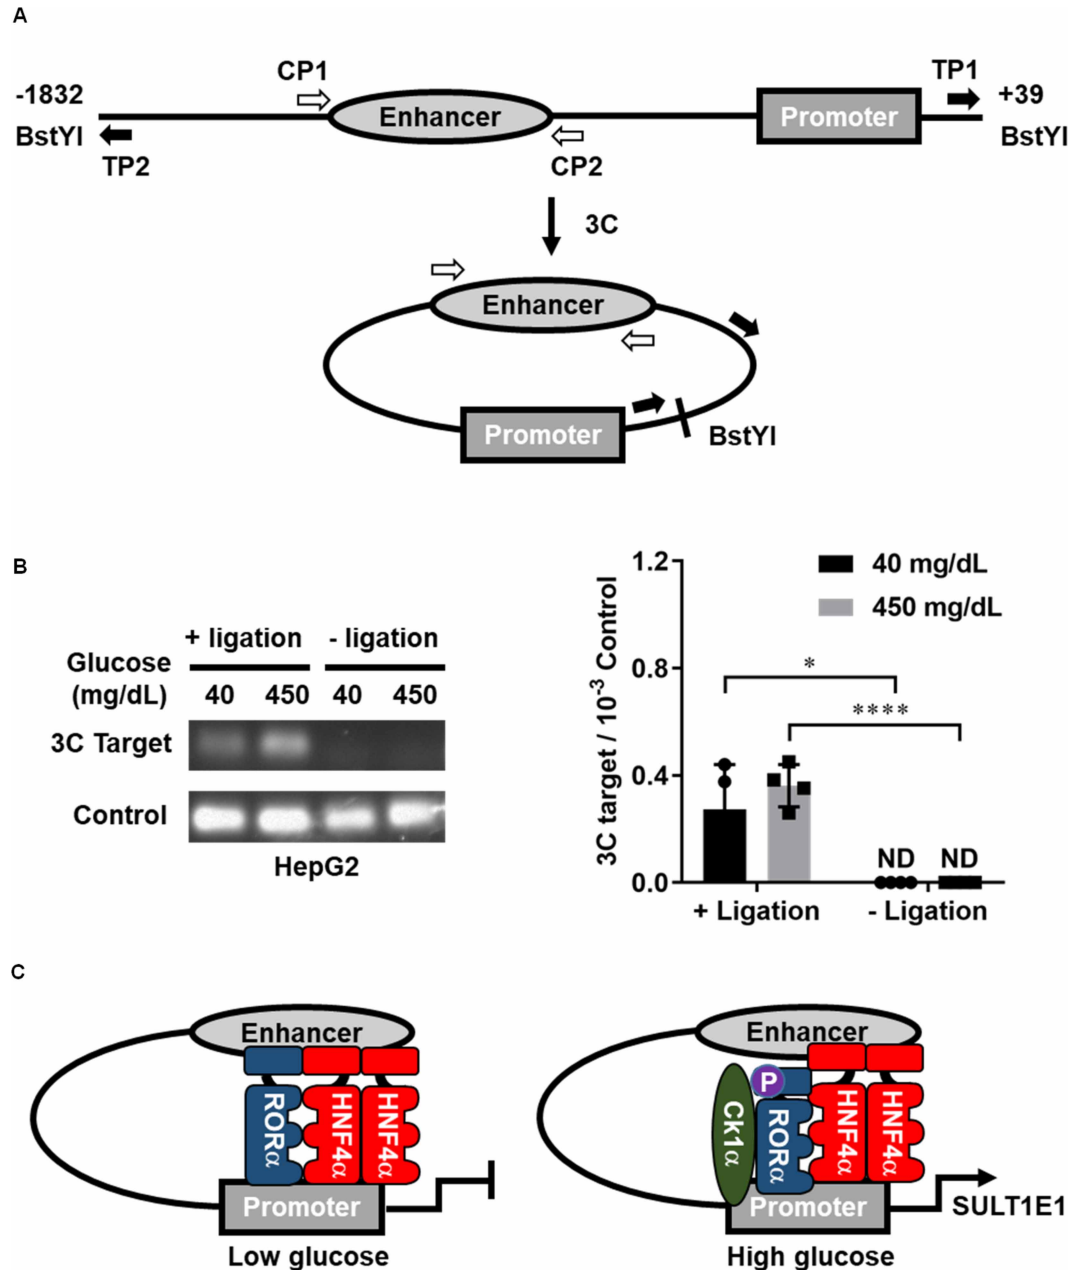 A
CP1
TP1
-1832
+39
Enhancer
Promoter
BstYI
BstYI
TP2
CP2
3C
Enhancer
Promoter
BstYI
B
+ ligation - ligation
Glucose
(mg/dL) 40 450 40 450
3C Target
Control
HepG2
3C target / 10⁻³ Control
1.2
0.8
0.4
0.0
40 mg/dL
450 mg/dL
*
****
ND ND
+ Ligation - Ligation
C
Enhancer
RORα HNF4α HNF4α
Promoter
Low glucose
Enhancer
P
Ck1α RORα HNF4α HNF4α
Promoter
SULT1E1
High glucose